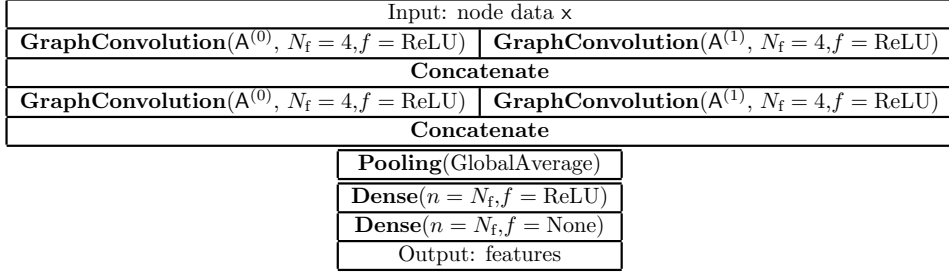 Input: node data x
GraphConvolution(A^(0), N_f = 4,f = ReLU) GraphConvolution(A^(1), N_f = 4,f = ReLU)
Concatenate
GraphConvolution(A^(0), N_f = 4,f = ReLU) GraphConvolution(A^(1), N_f = 4,f = ReLU)
Concatenate
Pooling(GlobalAverage)
Dense(n = N_f,f = ReLU)
Dense(n = N_f,f = None)
Output: features